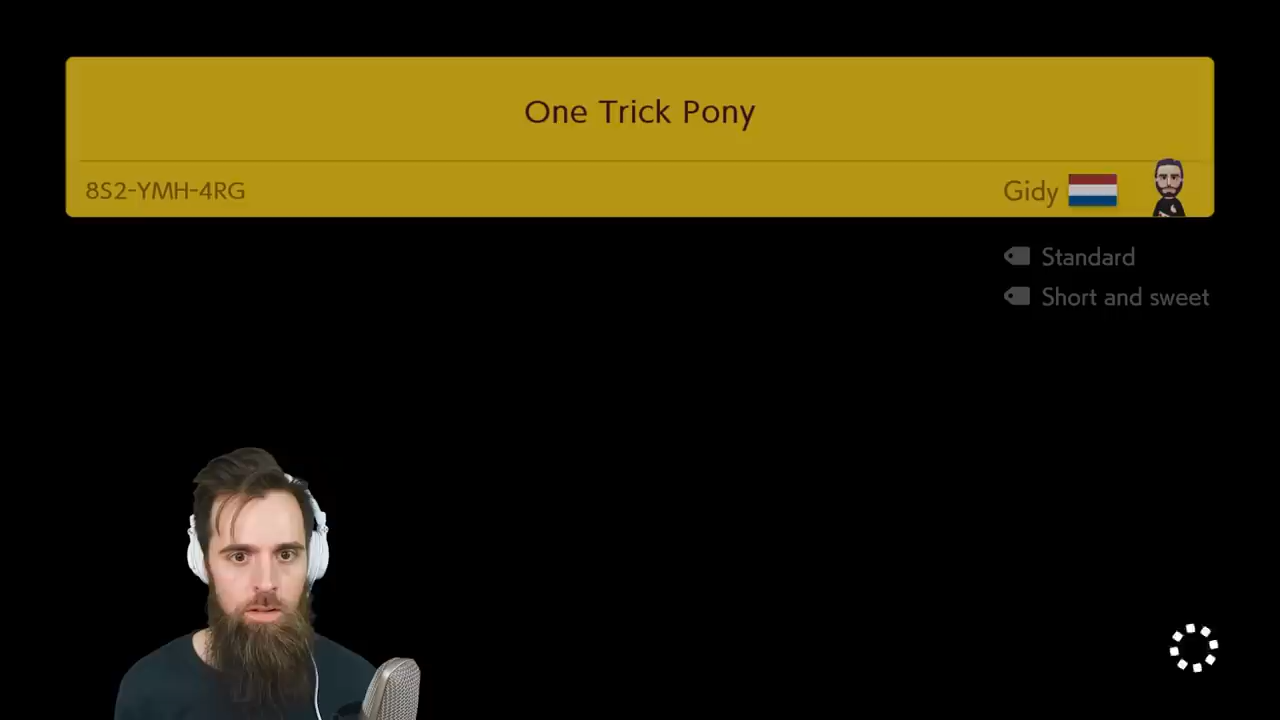 One Trick Pony
8S2-YMH-4RG
Gidy
Standard
Short and sweet